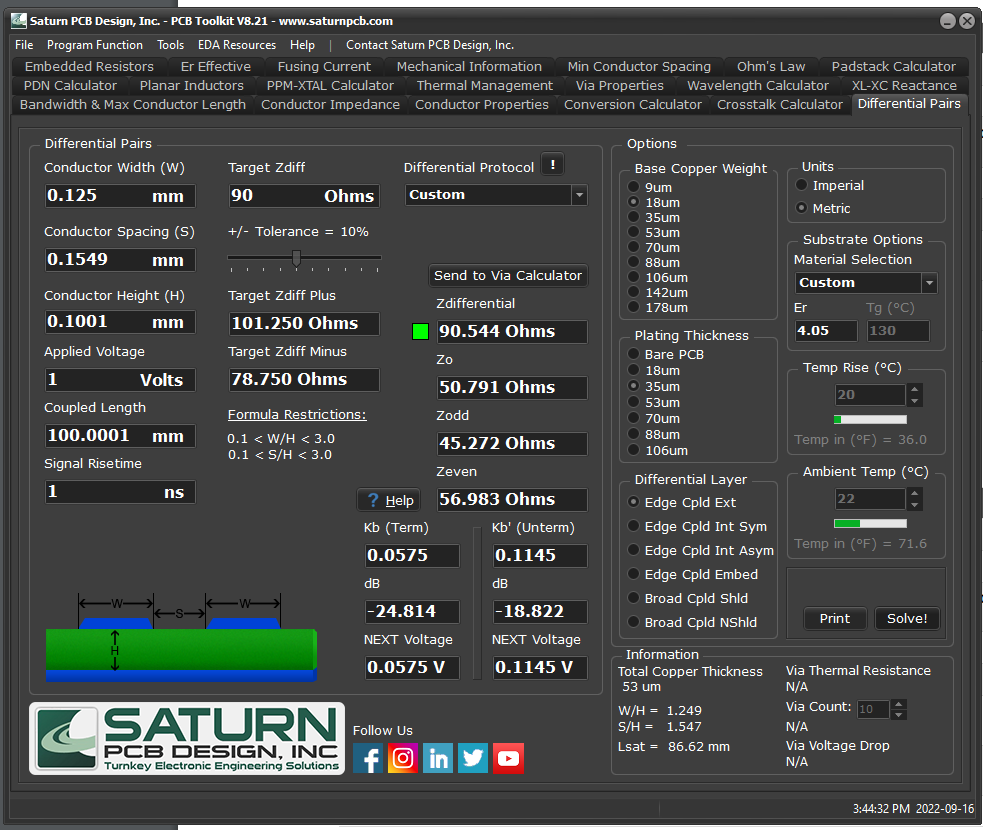 Saturn PCB Design, Inc. - PCB Toolkit V8.21 - www.saturnpcb.com
File Program Function Tools EDA Resources Help | Contact Saturn PCB Design, Inc.
Embedded Resistors Er Effective Fusing Current Mechanical Information Min Conductor Spacing Ohm's Law Padstack Calculator
PDN Calculator Planar Inductors PPM-XTAL Calculator Thermal Management Via Properties Wavelength Calculator XL-XC Reactance
Bandwidth & Max Conductor Length Conductor Impedance Conductor Properties Conversion Calculator Crosstalk Calculator Differential Pairs
Differential Pairs
Conductor Width (W)
0.125 mm
Conductor Spacing (S)
0.1549 mm
Conductor Height (H)
0.1001 mm
Applied Voltage
1 Volts
Coupled Length
100.0001 mm
Signal Risetime
1 ns
Target Zdiff
90 Ohms
+/- Tolerance = 10%
Target Zdiff Plus
101.250 Ohms
Target Zdiff Minus
78.750 Ohms
Formula Restrictions:
0.1 < W/H < 3.0
0.1 < S/H < 3.0
Differential Protocol !
Custom
Send to Via Calculator
Zdifferential
90.544 Ohms
Zo
50.791 Ohms
Zodd
45.272 Ohms
Zeven
56.983 Ohms
? Help
Kb (Term)
0.0575
dB
-24.814
NEXT Voltage
0.0575 V
Kb' (Unterm)
0.1145
dB
-18.822
NEXT Voltage
0.1145 V
W S W
H
SATURN
PCB DESIGN, INC
Turnkey Electronic Engineering Solutions
Follow Us
f
in
Options
Base Copper Weight
9um
18um
35um
53um
70um
88um
106um
142um
178um
Plating Thickness
Bare PCB
18um
35um
53um
70um
88um
106um
Differential Layer
Edge Cpld Ext
Edge Cpld Int Sym
Edge Cpld Int Asym
Edge Cpld Embed
Broad Cpld Shld
Broad Cpld NShld
Units
Imperial
Metric
Substrate Options
Material Selection
Custom
Er Tg (°C)
4.05 130
Temp Rise (°C)
20
Temp in (°F) = 36.0
Ambient Temp (°C)
22
Temp in (°F) = 71.6
Print Solve!
Information
Total Copper Thickness
53 um
W/H = 1.249
S/H = 1.547
Lsat = 86.62 mm
Via Thermal Resistance
N/A
Via Count: 10
N/A
Via Voltage Drop
N/A
3:44:32 PM 2022-09-16